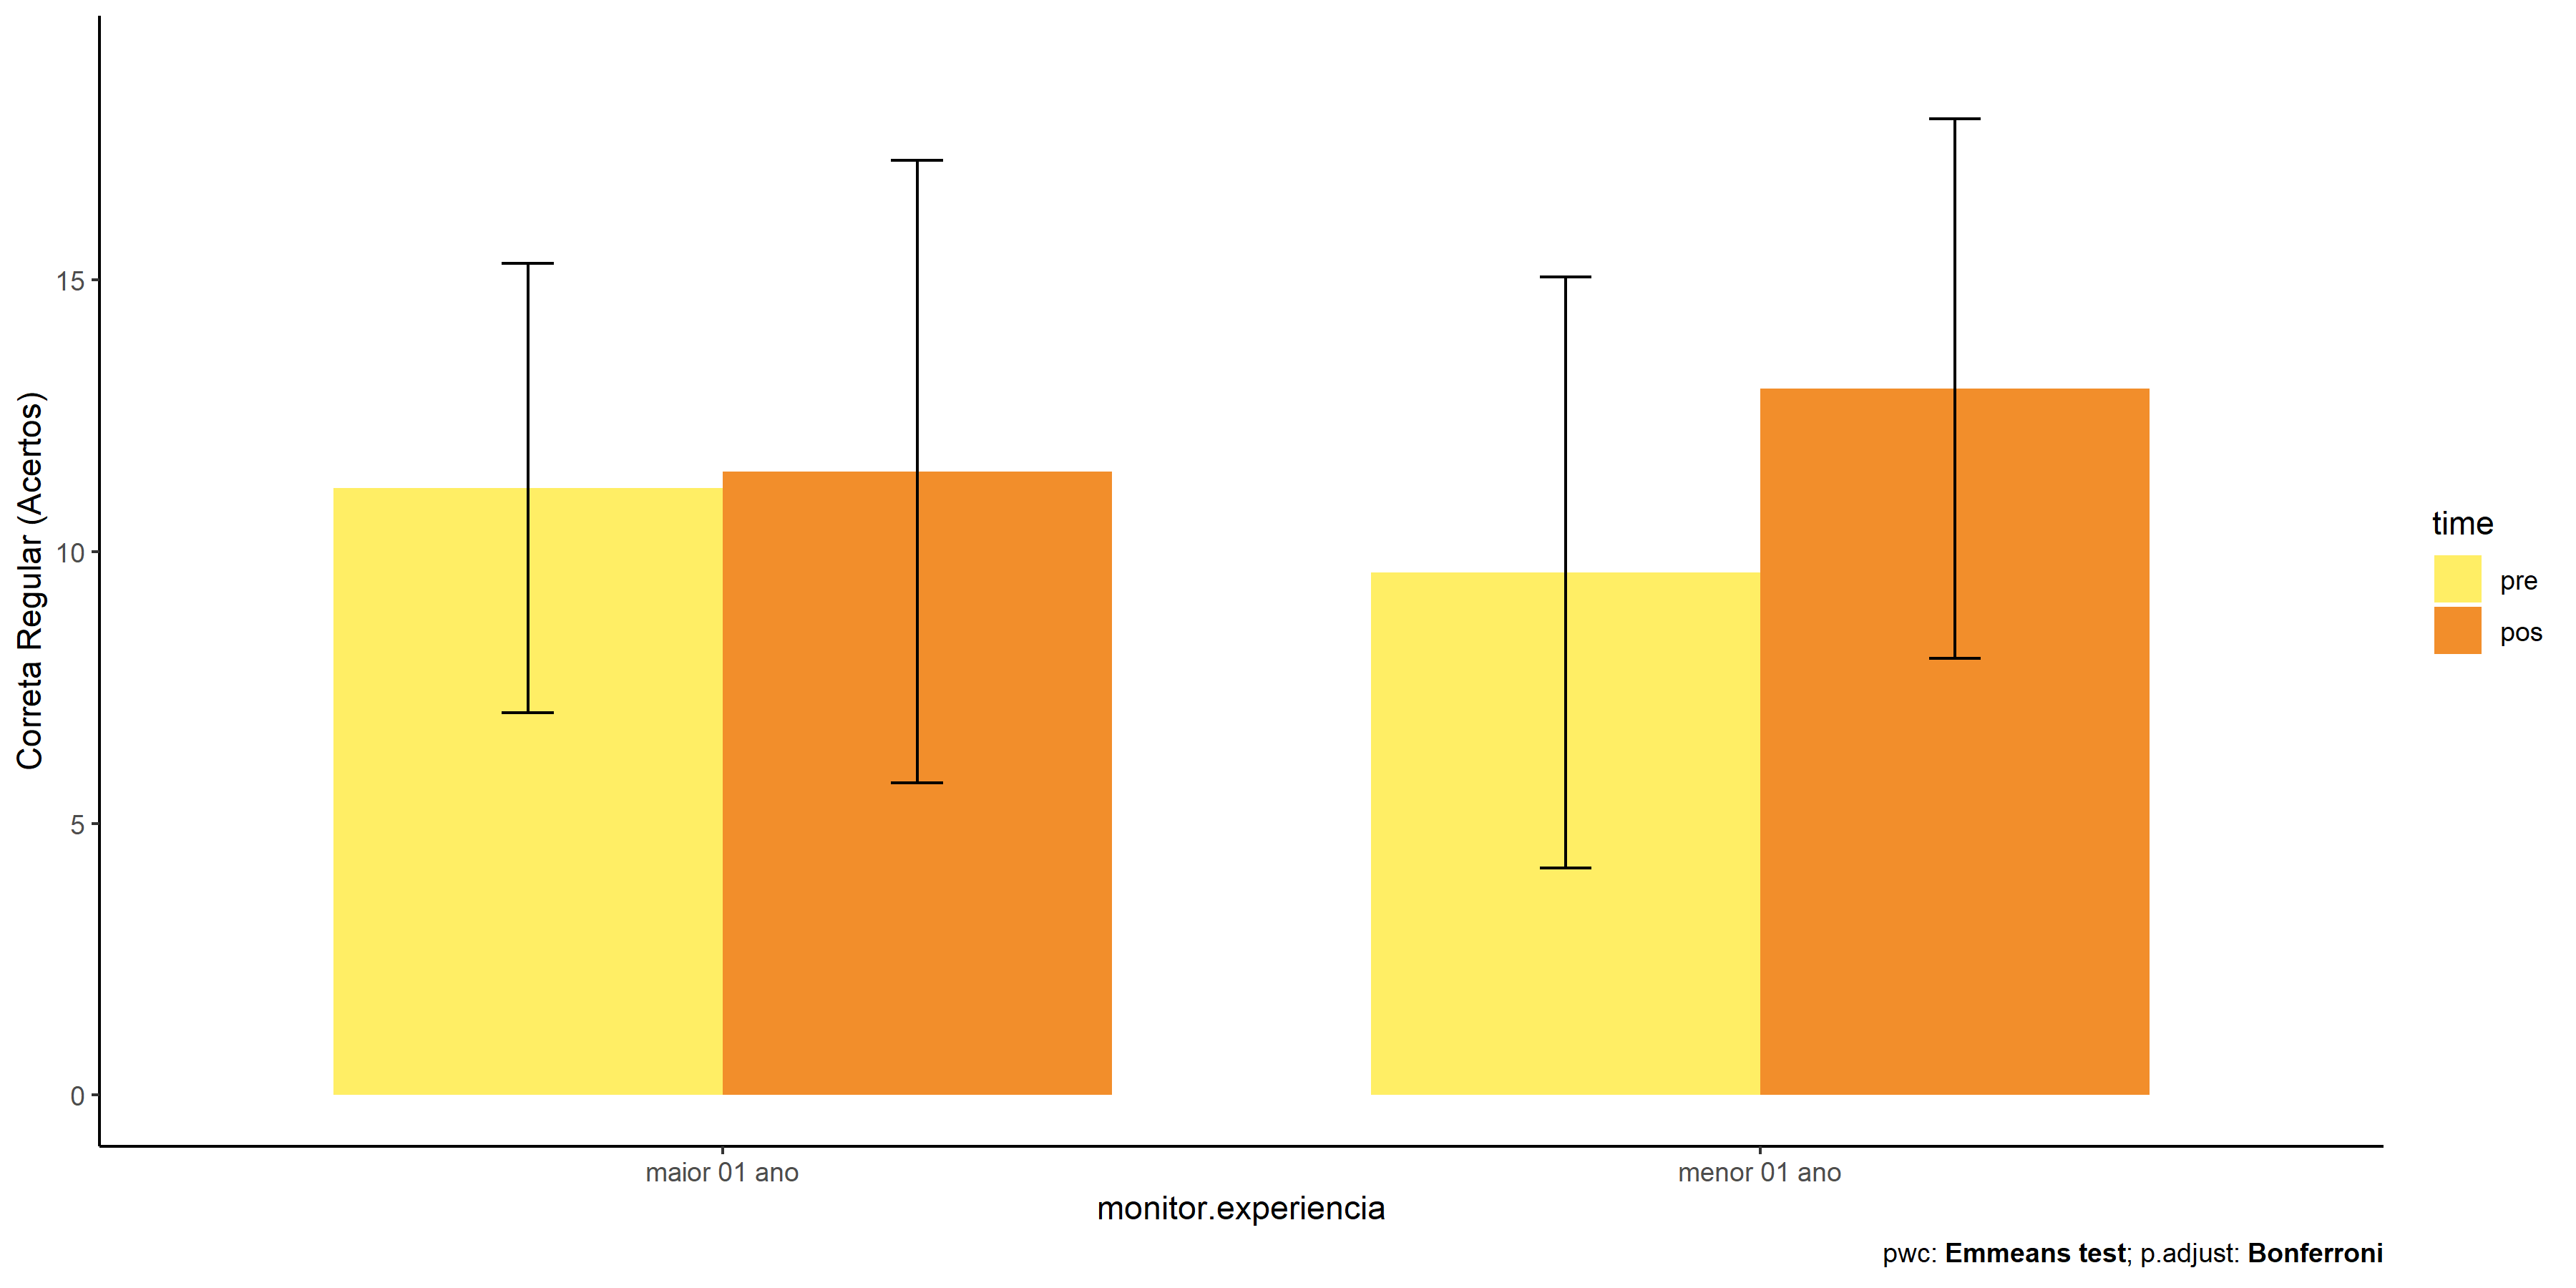 Correta Regular (Acertos)
15
10
5
0
maior 01 ano
menor 01 ano
monitor.experiencia
time
pre
pos
pwc: Emmeans test; p.adjust: Bonferroni